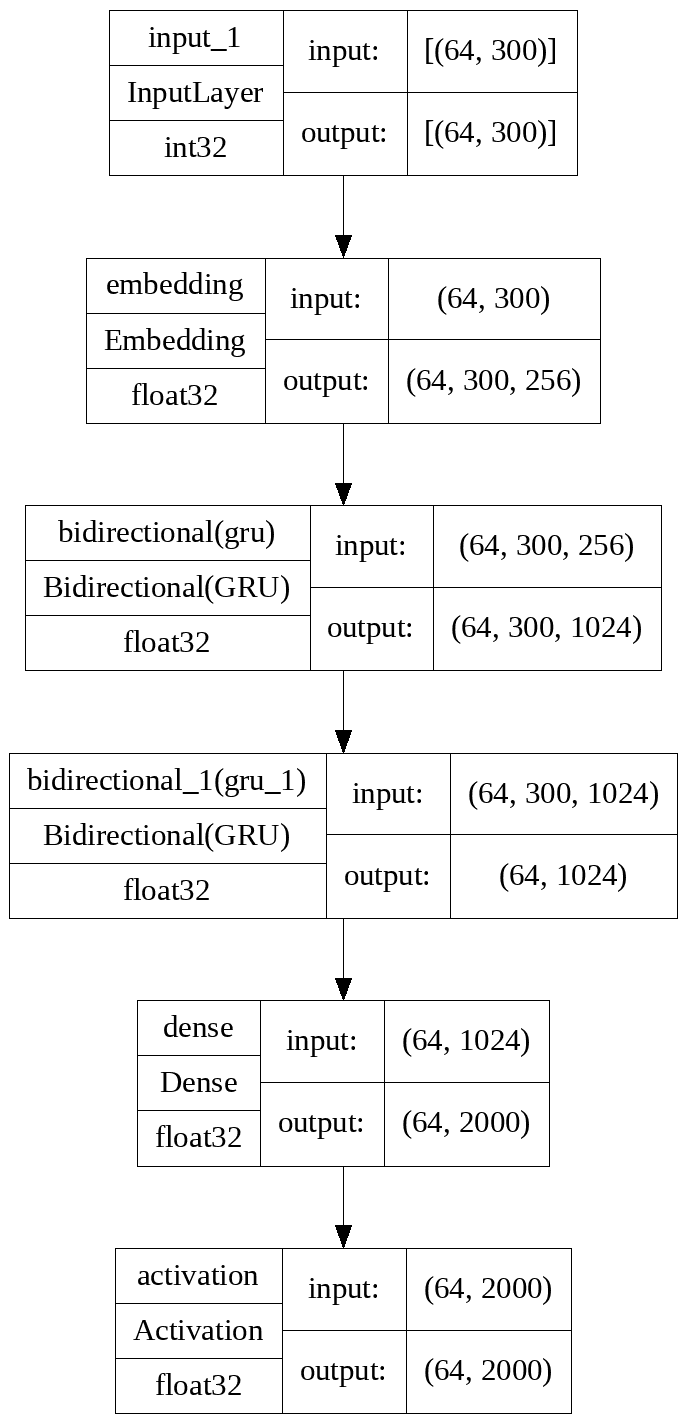 input_1
InputLayer
int32
input:
[(64, 300)]
output:
[(64, 300)]
embedding
Embedding
float32
input:
(64, 300)
output:
(64, 300, 256)
bidirectional(gru)
Bidirectional(GRU)
float32
input:
(64, 300, 256)
output:
(64, 300, 1024)
bidirectional_1(gru_1)
Bidirectional(GRU)
float32
input:
(64, 300, 1024)
output:
(64, 1024)
dense
Dense
float32
input:
(64, 1024)
output:
(64, 2000)
activation
Activation
float32
input:
(64, 2000)
output:
(64, 2000)